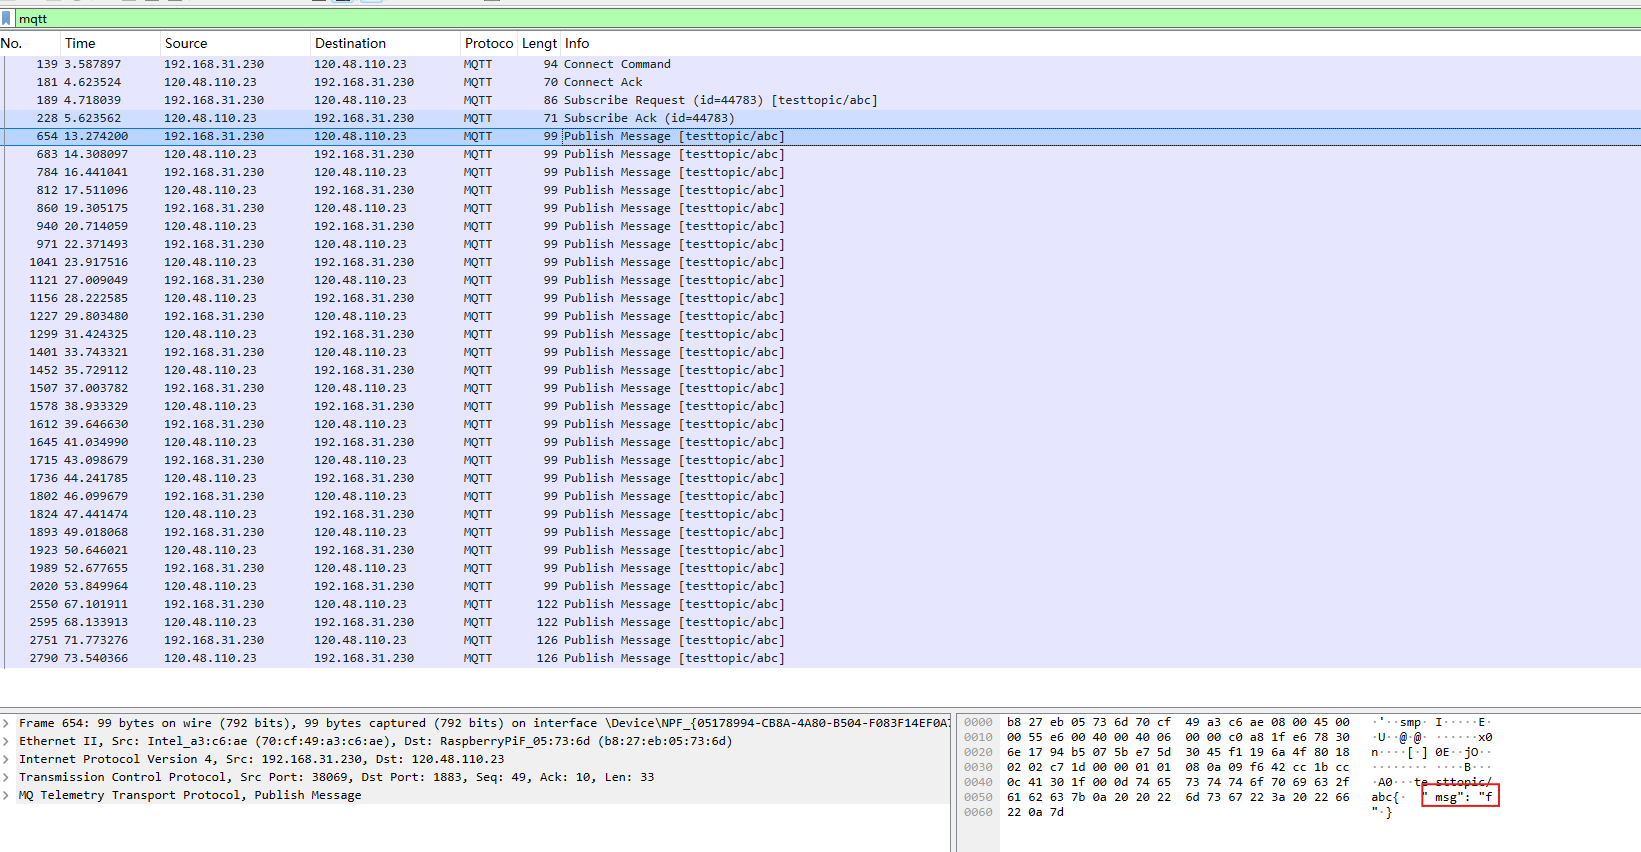 mqtt
No. Time Source Destination Protoco Lengt Info
139 3.587897 192.168.31.230 120.48.110.23 MQTT 94 Connect Command
181 4.623524 120.48.110.23 192.168.31.230 MQTT 70 Connect Ack
189 4.718039 192.168.31.230 120.48.110.23 MQTT 86 Subscribe Request (id=44783) [testtopic/abc]
228 5.623562 120.48.110.23 192.168.31.230 MQTT 71 Subscribe Ack (id=44783)
654 13.274200 192.168.31.230 120.48.110.23 MQTT 99 Publish Message [testtopic/abc]
683 14.308097 120.48.110.23 192.168.31.230 MQTT 99 Publish Message [testtopic/abc]
784 16.441041 192.168.31.230 120.48.110.23 MQTT 99 Publish Message [testtopic/abc]
812 17.511096 120.48.110.23 192.168.31.230 MQTT 99 Publish Message [testtopic/abc]
860 19.305175 192.168.31.230 120.48.110.23 MQTT 99 Publish Message [testtopic/abc]
940 20.714059 120.48.110.23 192.168.31.230 MQTT 99 Publish Message [testtopic/abc]
971 22.371493 192.168.31.230 120.48.110.23 MQTT 99 Publish Message [testtopic/abc]
1041 23.917516 120.48.110.23 192.168.31.230 MQTT 99 Publish Message [testtopic/abc]
1121 27.009049 192.168.31.230 120.48.110.23 MQTT 99 Publish Message [testtopic/abc]
1156 28.222585 120.48.110.23 192.168.31.230 MQTT 99 Publish Message [testtopic/abc]
1227 29.803480 192.168.31.230 120.48.110.23 MQTT 99 Publish Message [testtopic/abc]
1299 31.424325 120.48.110.23 192.168.31.230 MQTT 99 Publish Message [testtopic/abc]
1401 33.743321 192.168.31.230 120.48.110.23 MQTT 99 Publish Message [testtopic/abc]
1452 35.729112 120.48.110.23 192.168.31.230 MQTT 99 Publish Message [testtopic/abc]
1507 37.003782 192.168.31.230 120.48.110.23 MQTT 99 Publish Message [testtopic/abc]
1578 38.933329 120.48.110.23 192.168.31.230 MQTT 99 Publish Message [testtopic/abc]
1612 39.646630 192.168.31.230 120.48.110.23 MQTT 99 Publish Message [testtopic/abc]
1645 41.034990 120.48.110.23 192.168.31.230 MQTT 99 Publish Message [testtopic/abc]
1715 43.098679 192.168.31.230 120.48.110.23 MQTT 99 Publish Message [testtopic/abc]
1736 44.241785 120.48.110.23 192.168.31.230 MQTT 99 Publish Message [testtopic/abc]
1802 46.099679 192.168.31.230 120.48.110.23 MQTT 99 Publish Message [testtopic/abc]
1824 47.441474 120.48.110.23 192.168.31.230 MQTT 99 Publish Message [testtopic/abc]
1893 49.018068 192.168.31.230 120.48.110.23 MQTT 99 Publish Message [testtopic/abc]
1923 50.646021 120.48.110.23 192.168.31.230 MQTT 99 Publish Message [testtopic/abc]
1989 52.677655 192.168.31.230 120.48.110.23 MQTT 99 Publish Message [testtopic/abc]
2020 53.849964 120.48.110.23 192.168.31.230 MQTT 99 Publish Message [testtopic/abc]
2550 67.101911 192.168.31.230 120.48.110.23 MQTT 122 Publish Message [testtopic/abc]
2595 68.133913 120.48.110.23 192.168.31.230 MQTT 122 Publish Message [testtopic/abc]
2751 71.773276 192.168.31.230 120.48.110.23 MQTT 126 Publish Message [testtopic/abc]
2790 73.540366 120.48.110.23 192.168.31.230 MQTT 126 Publish Message [testtopic/abc]
Frame 654: 99 bytes on wire (792 bits), 99 bytes captured (792 bits) on interface \Device\NPF_{05178994-CB8A-4A80-B504-F083F14EF0A7
Ethernet II, Src: Intel_a3:c6:ae (70:cf:49:a3:c6:ae), Dst: RaspberryPiF_05:73:6d (b8:27:eb:05:73:6d)
Internet Protocol Version 4, Src: 192.168.31.230, Dst: 120.48.110.23
Transmission Control Protocol, Src Port: 38069, Dst Port: 1883, Seq: 49, Ack: 10, Len: 33
MQ Telemetry Transport Protocol, Publish Message
0000 b8 27 eb 05 73 6d 70 cf 49 a3 c6 ae 08 00 45 00 ·'··smp· I·····E·
0010 00 55 e6 00 40 00 40 06 00 00 c0 a8 1f e6 78 30 ·U··@·@· ······x0
0020 6e 17 94 b5 07 5b e7 5d 30 45 f1 19 6a 4f 80 18 n····[·] 0E··jO··
0030 02 02 c7 1d 00 00 01 01 08 0a 09 f6 42 cc 1b cc ········ ····B···
0040 0c 41 30 1f 00 0d 74 65 73 74 74 6f 70 69 63 2f ·A0···te sttopic/
0050 61 62 63 7b 0a 20 20 22 6d 73 67 22 3a 20 22 66 abc{·  " msg": "f
0060 22 0a 7d "·}